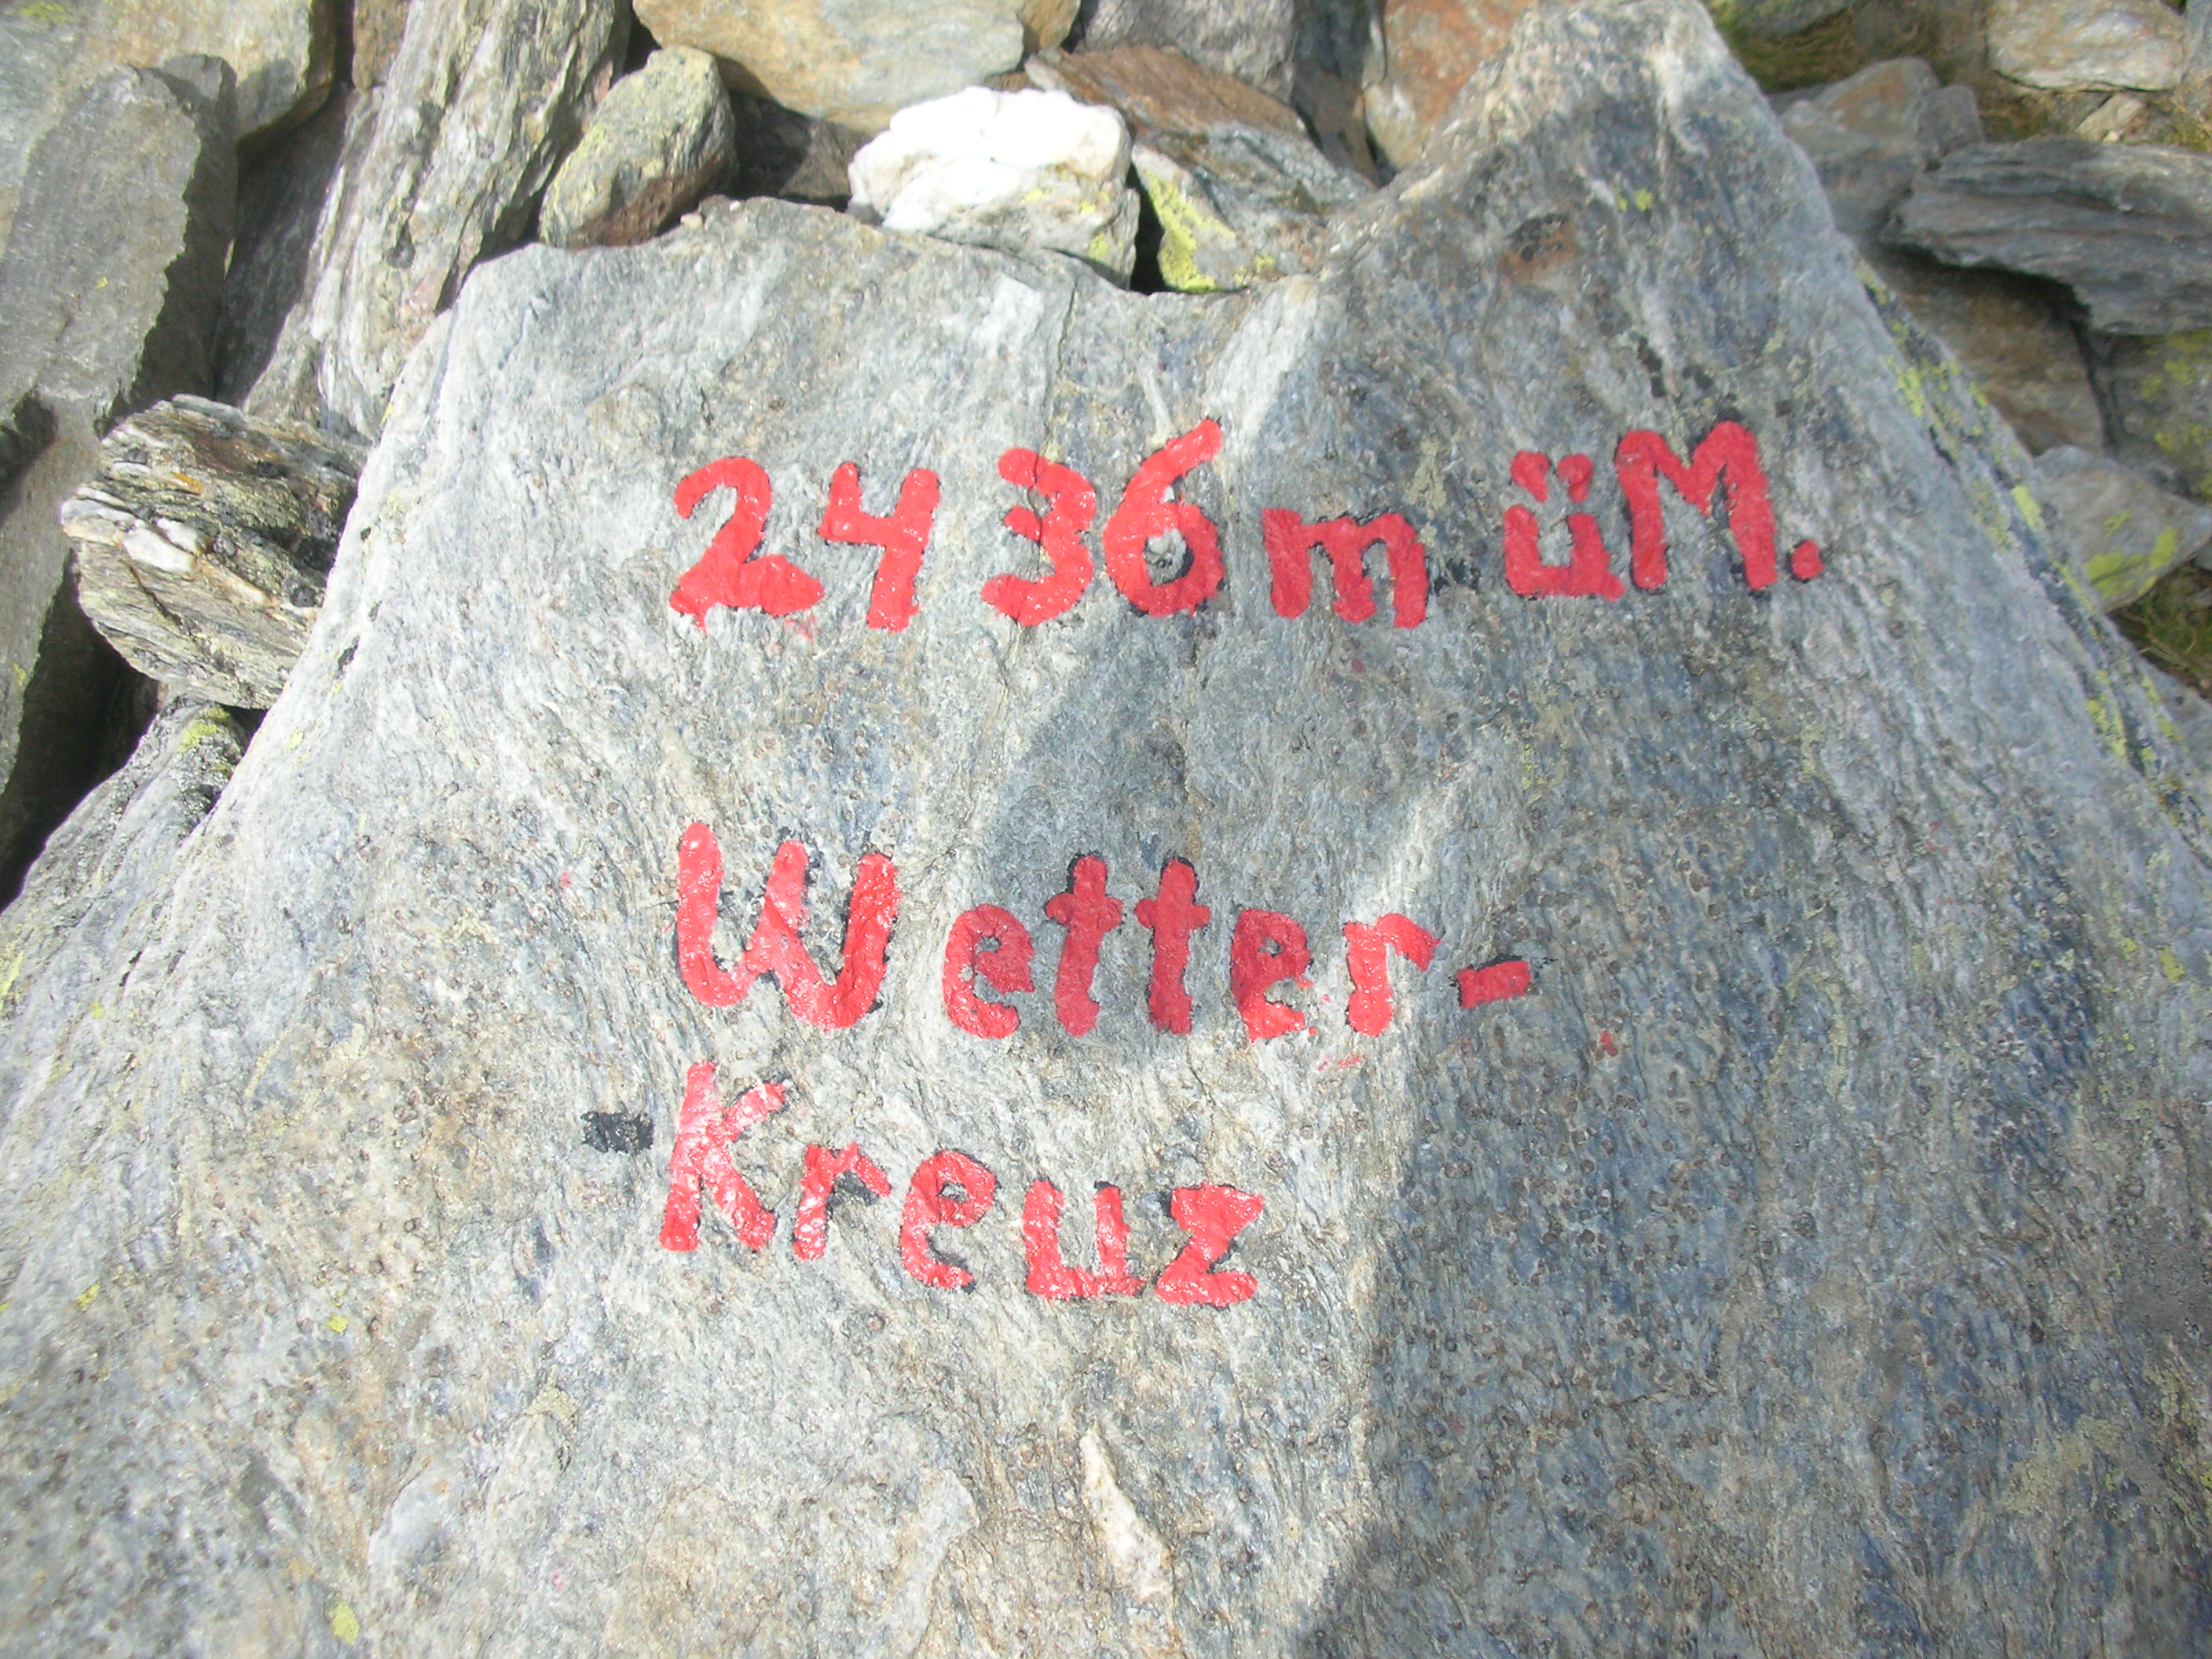 2436m üM.
Wetter-
Kreuz